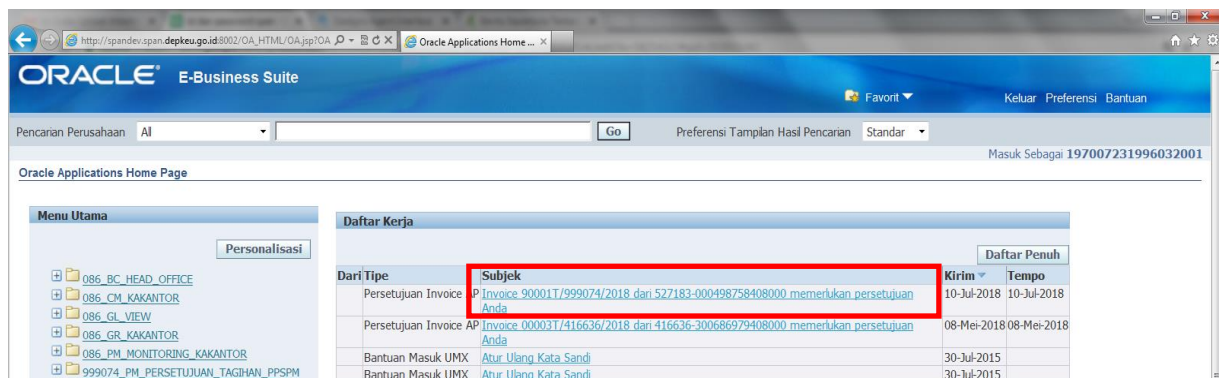 http://spandev.span.depkeu.go.id:8002/OA_HTML/OA.jsp?OA
Oracle Applications Home ...
ORACLE E-Business Suite
Favorit
Keluar Preferensi Bantuan
Pencarian Perusahaan All Go Preferensi Tampilan Hasil Pencarian Standar
Masuk Sebagai 197007231996032001
Oracle Applications Home Page
Menu Utama
Personalisasi
086_BC_HEAD_OFFICE
086_CM_KAKANTOR
086_GL_VIEW
086_GR_KAKANTOR
086_PM_MONITORING_KAKANTOR
999074_PM_PERSETUJUAN_TAGIHAN_PPSPM
Daftar Kerja
Daftar Penuh
Dari Tipe Subjek Kirim Tempo
Persetujuan Invoice AP Invoice 90001T/999074/2018 dari 527183-000498758408000 memerlukan persetujuan 10-Jul-2018 10-Jul-2018
Anda
Persetujuan Invoice AP Invoice 00003T/416636/2018 dari 416636-300686979408000 memerlukan persetujuan 08-Mei-2018 08-Mei-2018
Anda
Bantuan Masuk UMX Atur Ulang Kata Sandi 30-Jul-2015
Bantuan Masuk UMX Atur Ulang Kata Sandi 30-Jul-2015